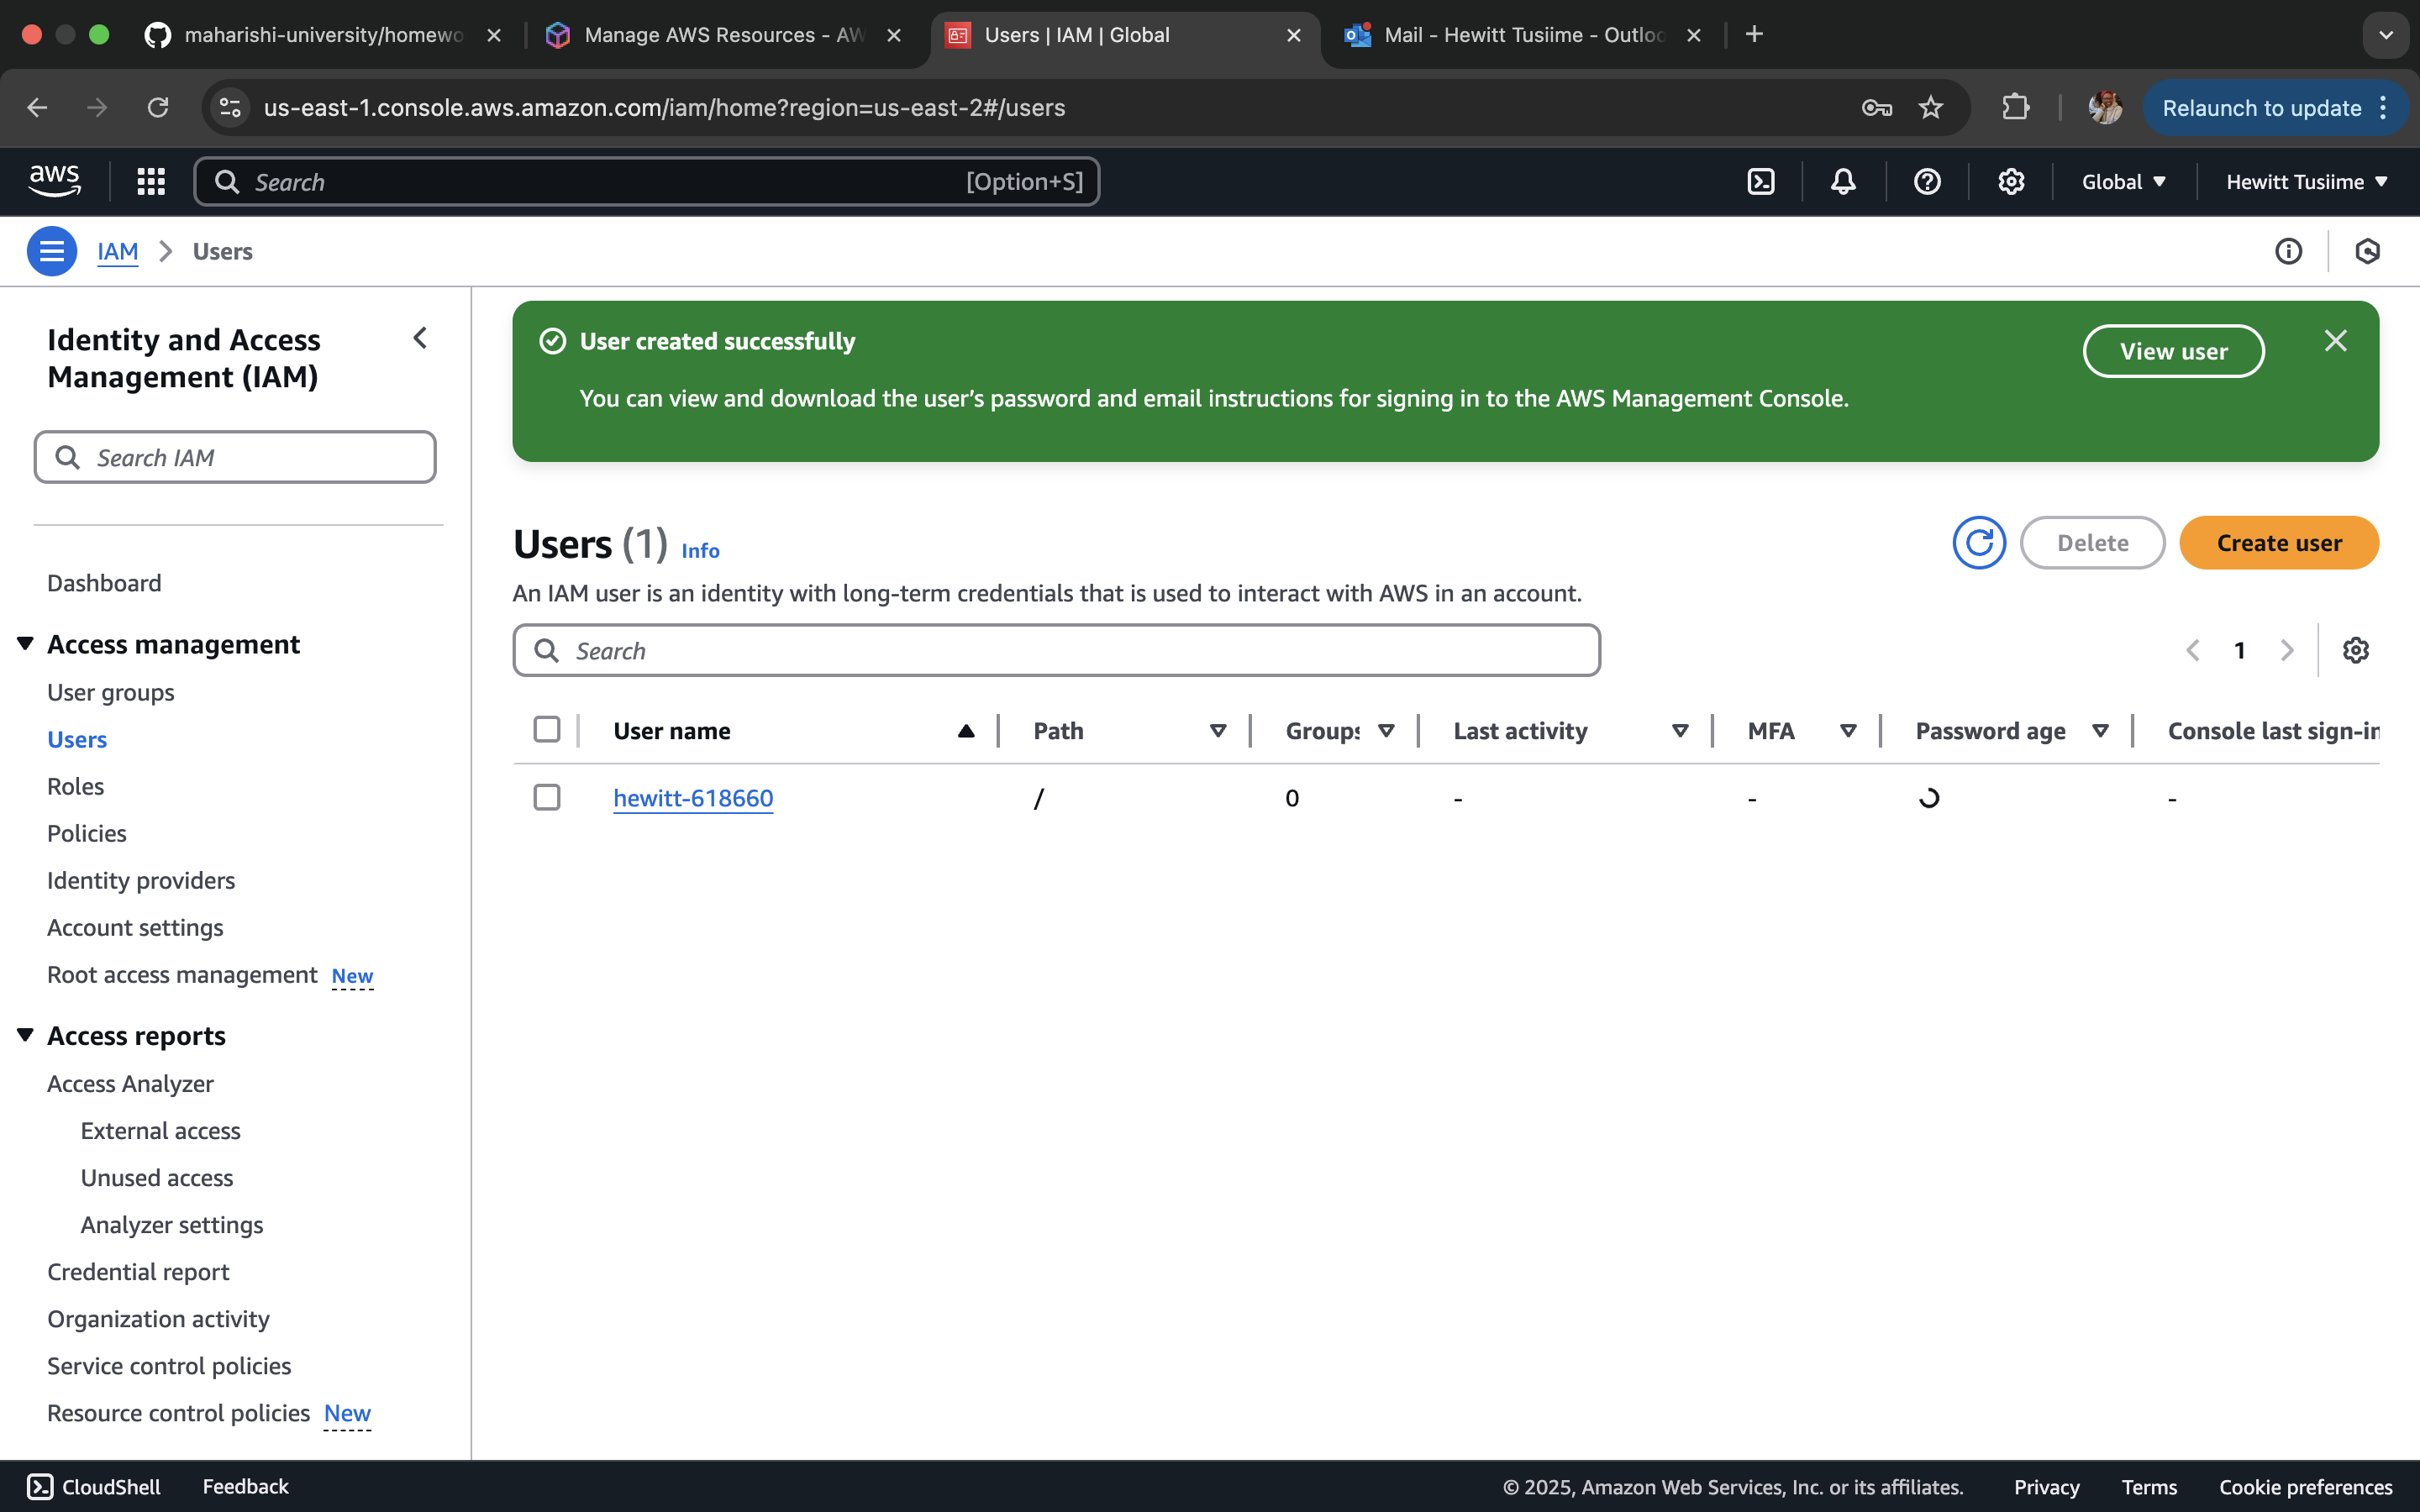 maharishi-university/homewo
Manage AWS Resources - AW
Users | IAM | Global
Mail - Hewitt Tusiime - Outloo
us-east-1.console.aws.amazon.com/iam/home?region=us-east-2#/users
Relaunch to update
aws
Search
[Option+S]
Global
Hewitt Tusiime
IAM
Users
Identity and Access
Management (IAM)
Search IAM
Dashboard
Access management
User groups
Users
Roles
Policies
Identity providers
Account settings
Root access management New
Access reports
Access Analyzer
External access
Unused access
Analyzer settings
Credential report
Organization activity
Service control policies
Resource control policies New
User created successfully
You can view and download the user’s password and email instructions for signing in to the AWS Management Console.
View user
Users (1) Info
Delete
Create user
An IAM user is an identity with long-term credentials that is used to interact with AWS in an account.
Search
1
User name Path Groups Last activity MFA Password age Console last sign-in
hewitt-618660 / 0 - - -
CloudShell Feedback © 2025, Amazon Web Services, Inc. or its affiliates. Privacy Terms Cookie preferences